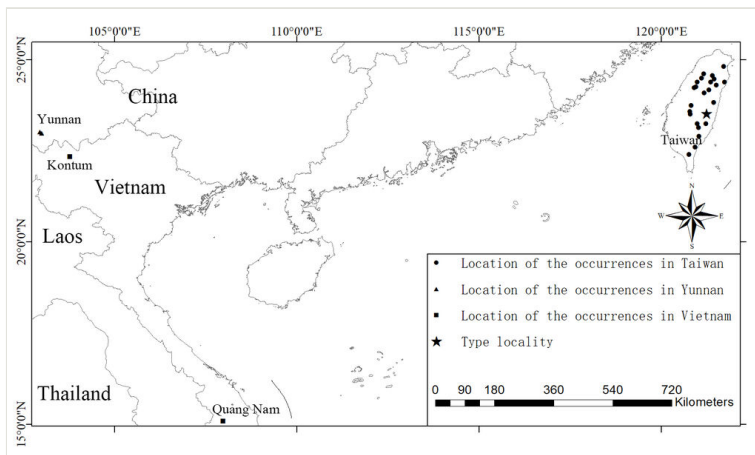 105°0'0"E 110°0'0"E 115°0'0"E 120°0'0"E
25°0'0"N
China
Yunnan
Kontum
Taiwan
Vietnam
Laos
20°0'0"N
N
W E
S
Location of the occurrences in Taiwan
Location of the occurrences in Yunnan
Location of the occurrences in Vietnam
Type locality
Thailand
Quảng Nam
0 90 180 360 540 720
Kilometers
15°0'0"N